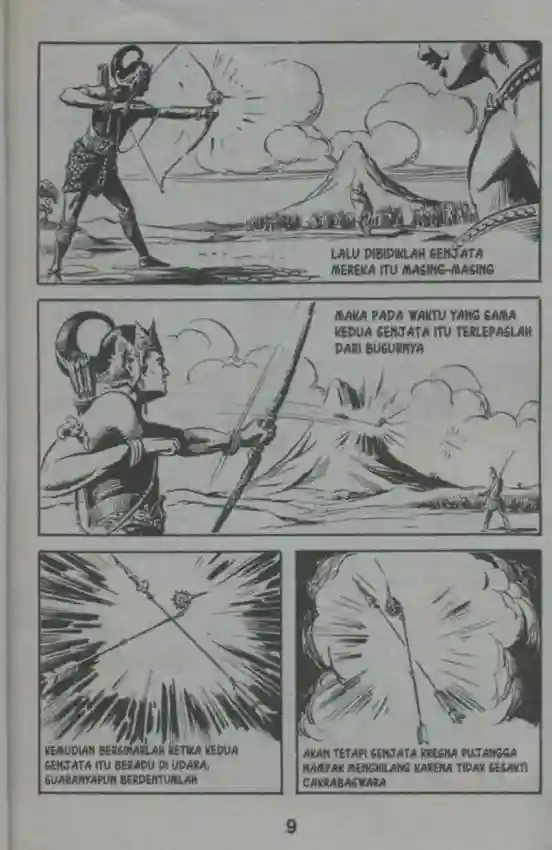 LALU DIBIDIKLAH SENJATA
MEREKA ITU MASING-MASING
MAKA PADA WAKTU YANG SAMA
KEDUA SENJATA ITU TERLEPASLAH
DARI BUSURNYA
KEMUDIAN BERSINARLAH KETIKA KEDUA
SENJATA ITU BERADU DI UDARA,
SUARANYAPUN BERDENTUMLAH
AKAN TETAPI SENJATA KRESNA PUJANGGA
NAMPAK MENGHILANG KARENA TIDAK SESAKTI
CAKRABASWARA
9